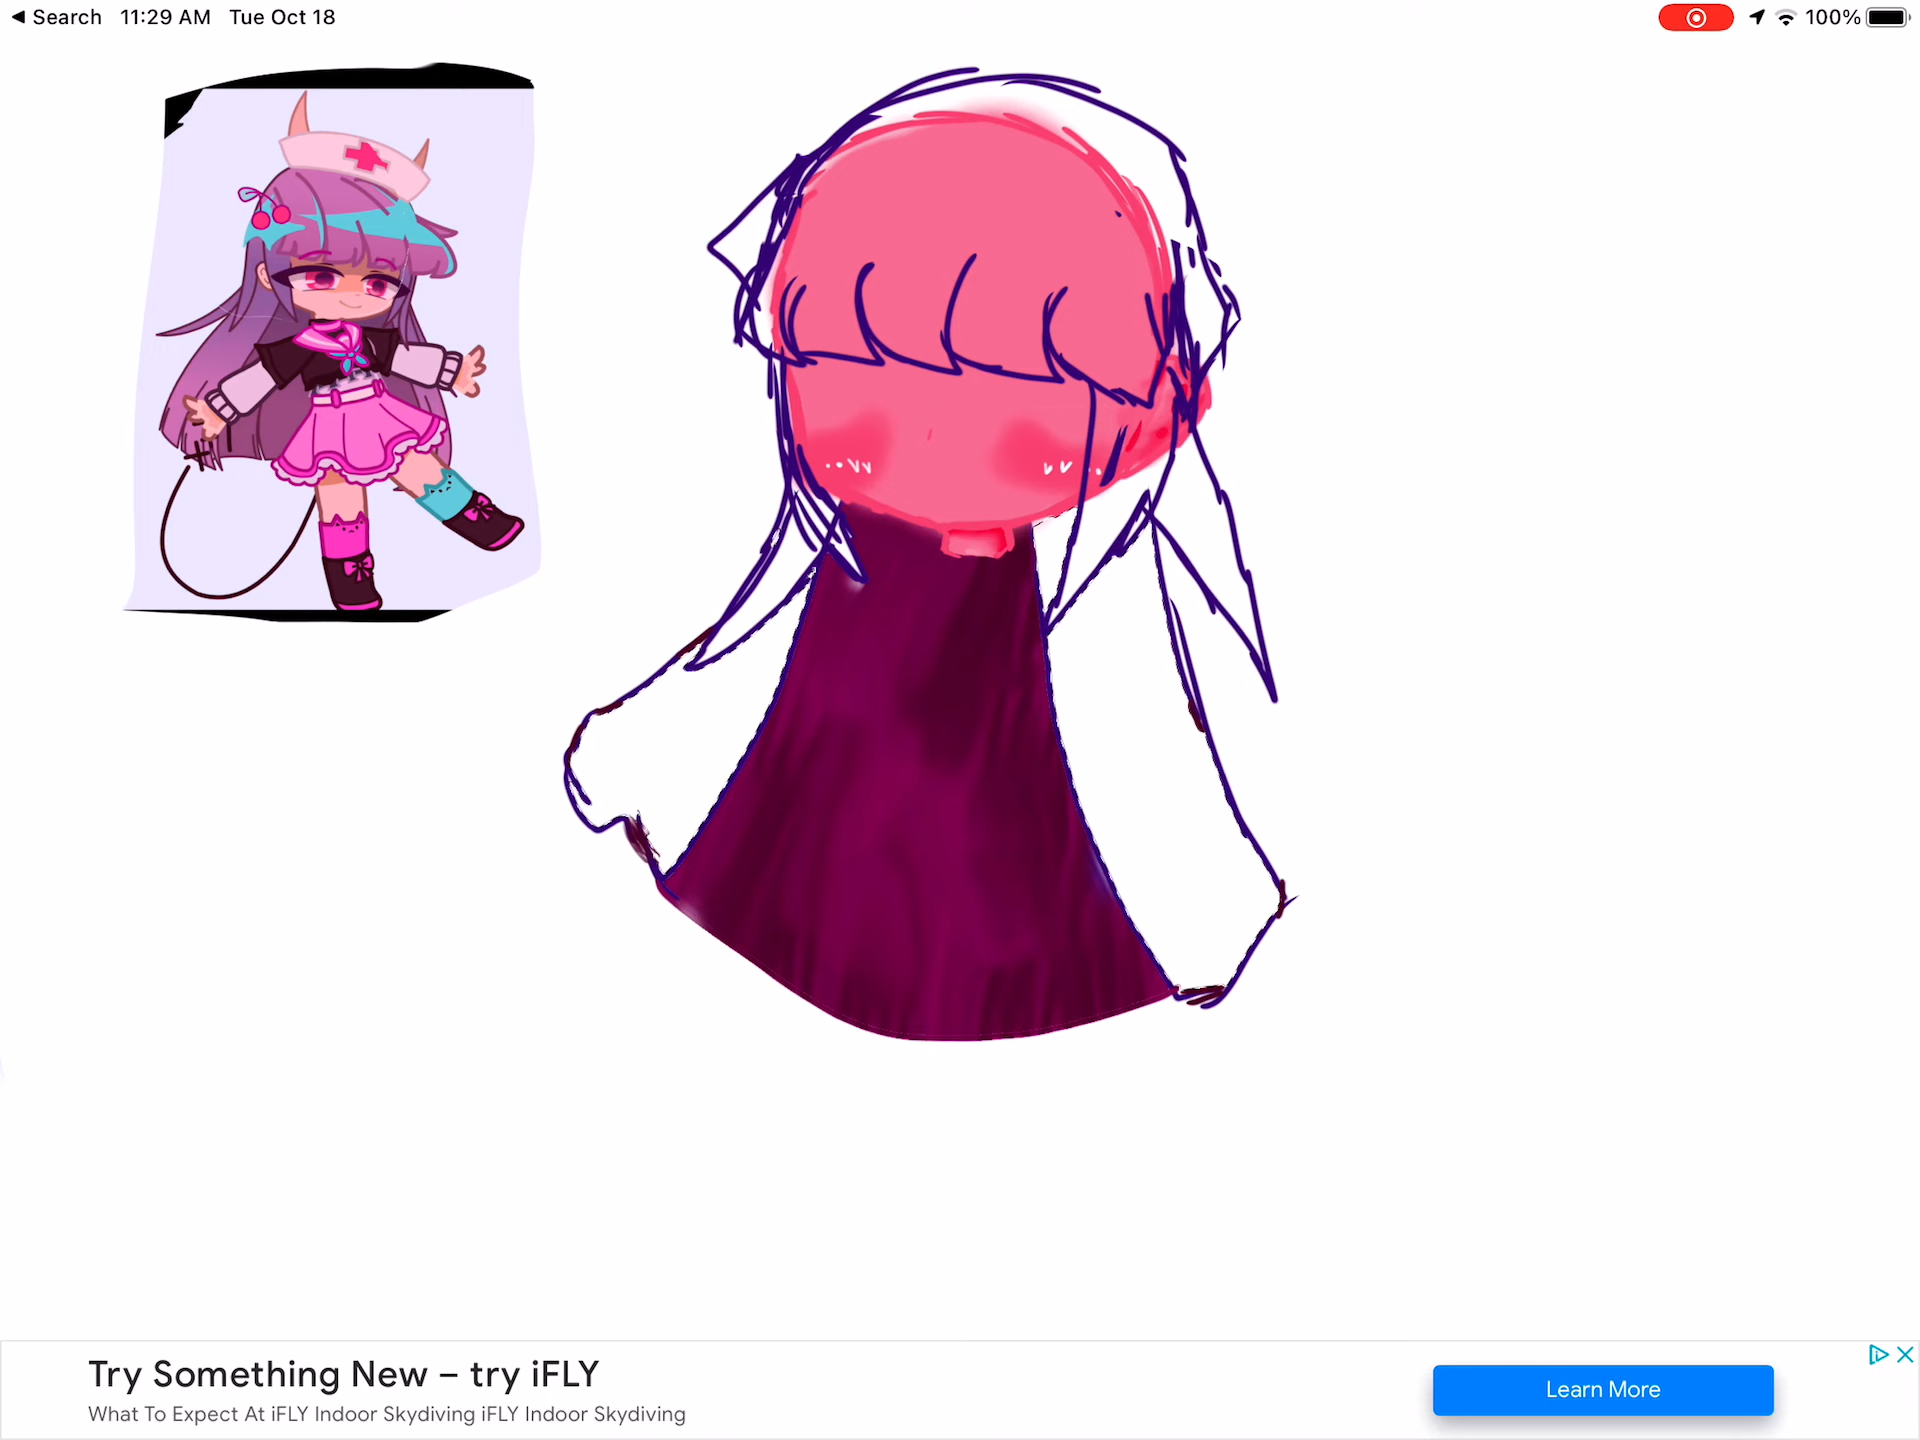 Search 11:29 AM Tue Oct 18 100%
Try Something New – try iFLY
What To Expect At iFLY Indoor Skydiving iFLY Indoor Skydiving
Learn More